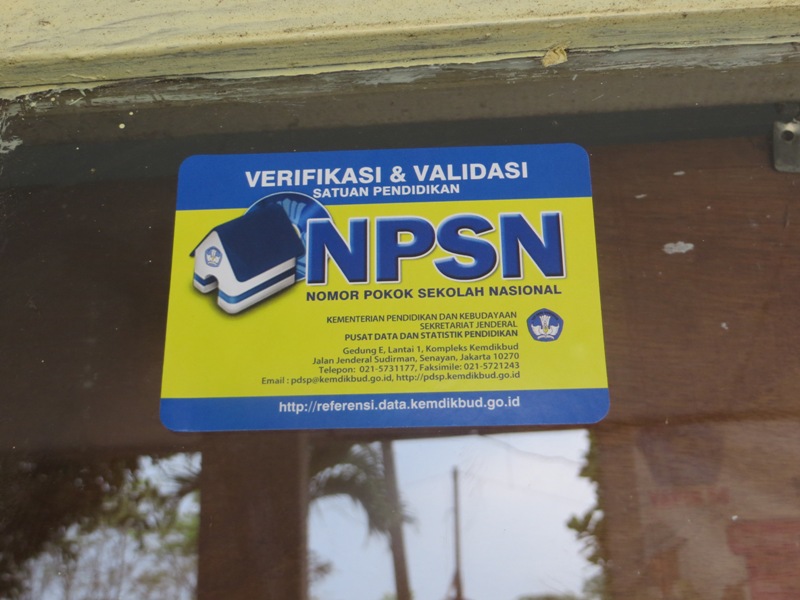 VERIFIKASI & VALIDASI
SATUAN PENDIDIKAN
NPSN
NOMOR POKOK SEKOLAH NASIONAL
KEMENTERIAN PENDIDIKAN DAN KEBUDAYAAN
SEKRETARIAT JENDERAL
PUSAT DATA DAN STATISTIK PENDIDIKAN
Gedung E, Lantai 1, Kompleks Kemdikbud
Jalan Jenderal Sudirman, Senayan, Jakarta 10270
Telepon: 021-5731177, Faksimile: 021-5721243
Email : pdsp@kemdikbud.go.id, http://pdsp.kemdikbud.go.id
http://referensi.data.kemdikbud.go.id